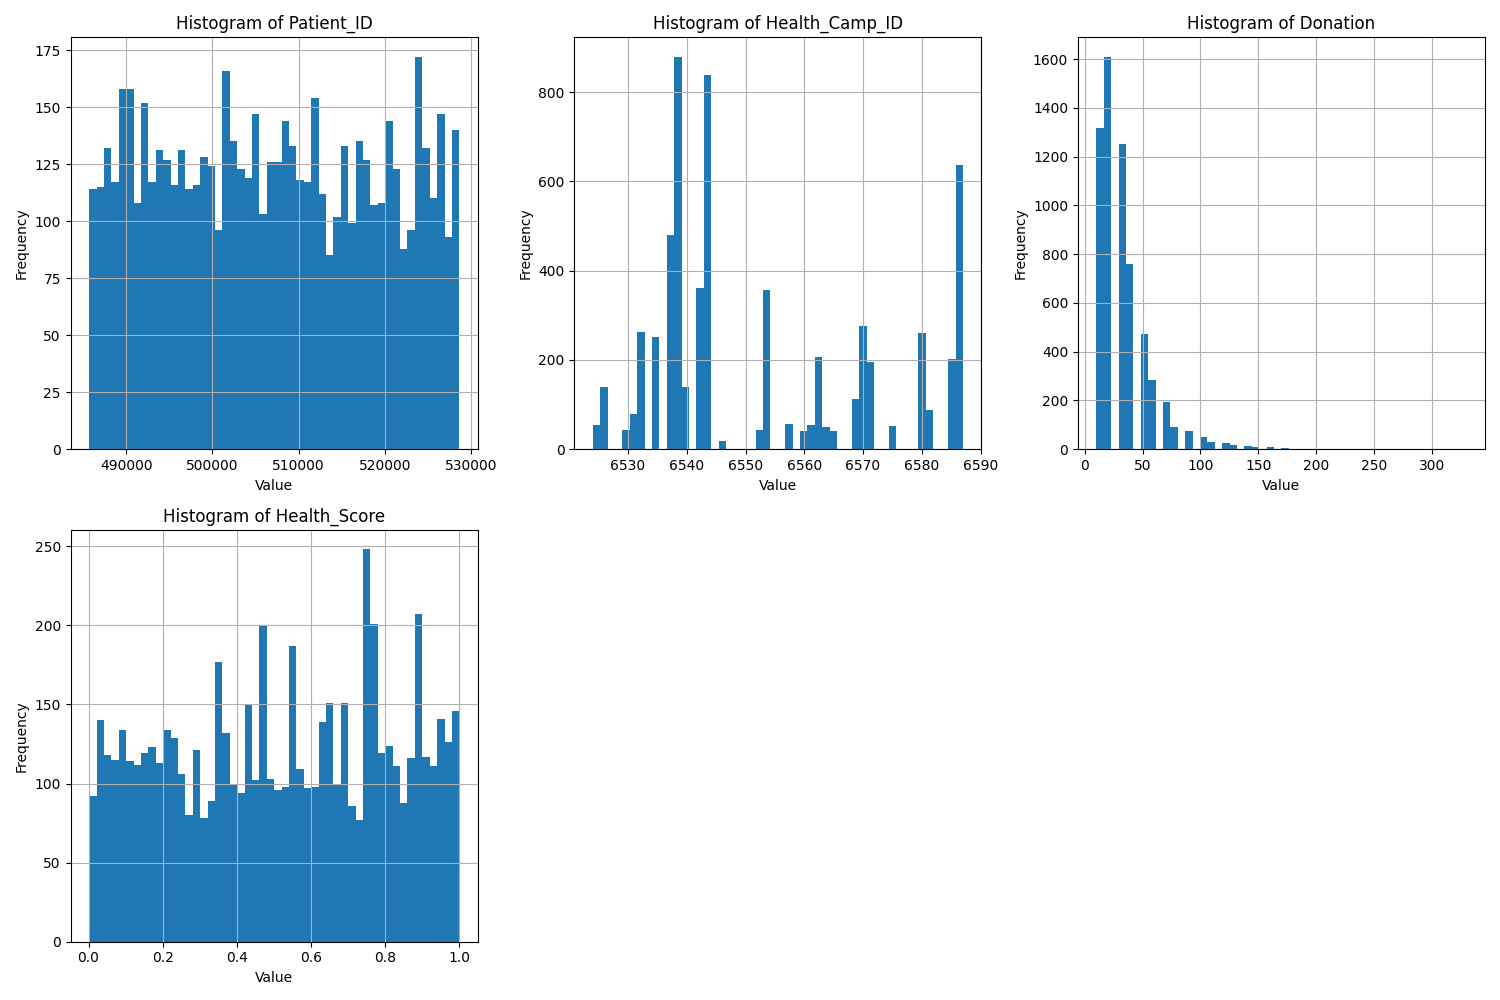 Histogram of Patient_ID
Histogram of Health_Camp_ID
Histogram of Donation
175
150
125
100
75
50
25
0
Frequency
490000 500000 510000 520000 530000
Value
800
600
400
200
0
Frequency
6530 6540 6550 6560 6570 6580 6590
Value
1600
1400
1200
1000
800
600
400
200
0
Frequency
0 50 100 150 200 250 300
Value
Histogram of Health_Score
250
200
150
100
50
0
Frequency
0.0 0.2 0.4 0.6 0.8 1.0
Value